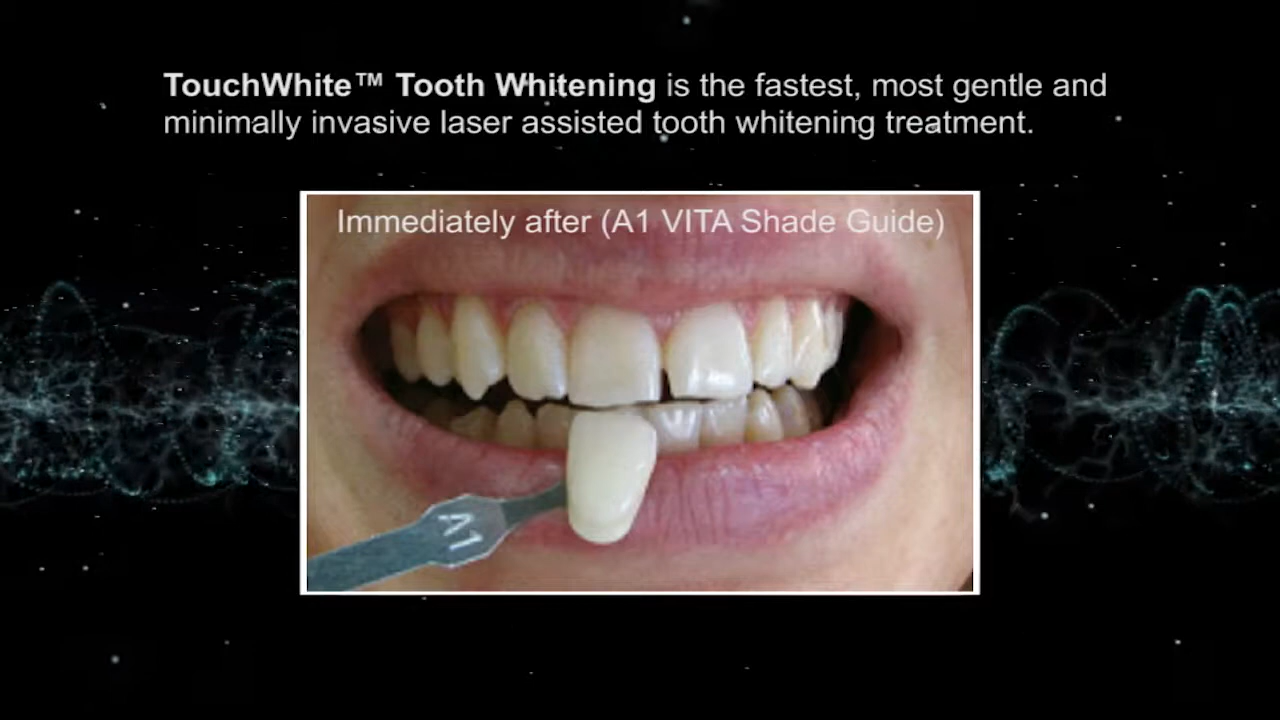 TouchWhite™ Tooth Whitening is the fastest, most gentle and
minimally invasive laser assisted tooth whitening treatment.
Immediately after (A1 VITA Shade Guide)
A1